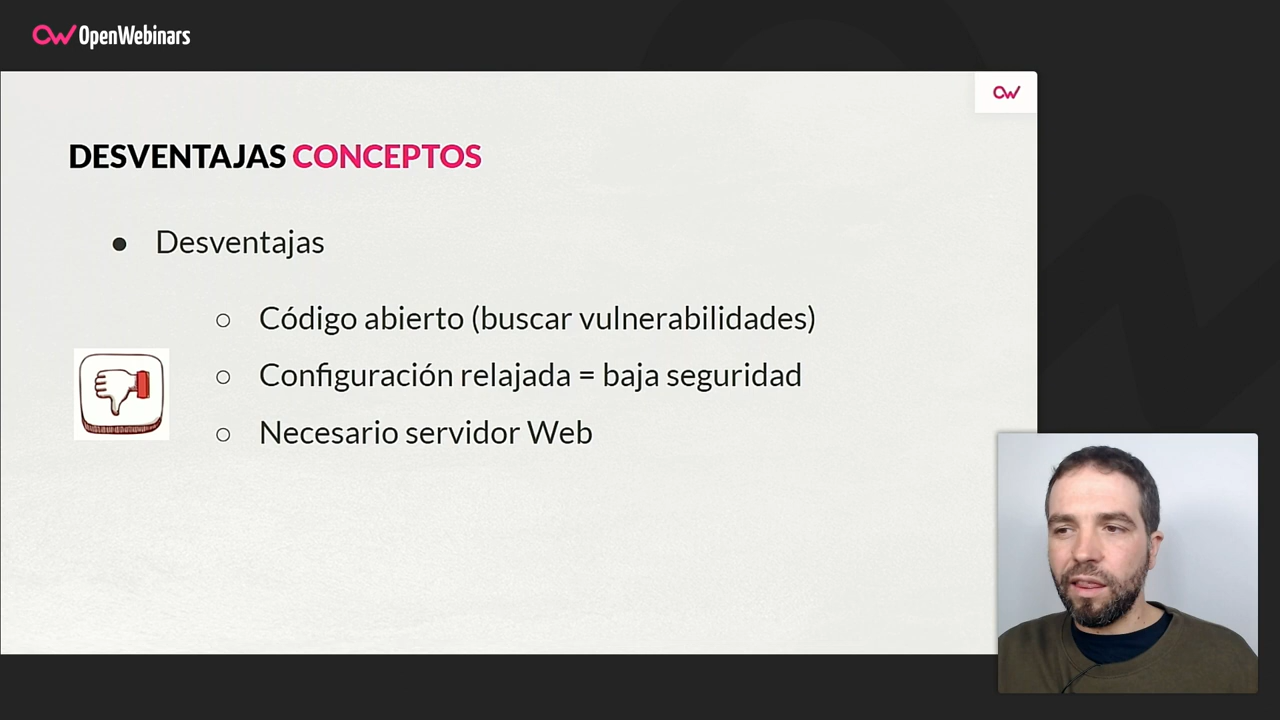 OpenWebinars
DESVENTAJAS CONCEPTOS
● Desventajas
○ Código abierto (buscar vulnerabilidades)
○ Configuración relajada = baja seguridad
○ Necesario servidor Web